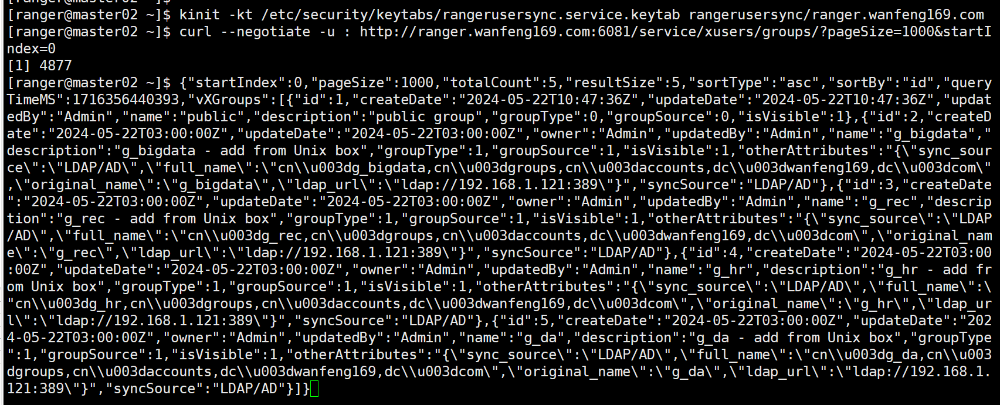 [ranger@master02 ~]$
[ranger@master02 ~]$ kinit -kt /etc/security/keytabs/rangerusersync.service.keytab rangerusersync/ranger.wanfeng169.com
[ranger@master02 ~]$ curl --negotiate -u : http://ranger.wanfeng169.com:6081/service/xusers/groups/?pageSize=1000&startI
ndex=0
[1] 4877
[ranger@master02 ~]$ {"startIndex":0,"pageSize":1000,"totalCount":5,"resultSize":5,"sortType":"asc","sortBy":"id","query
TimeMS":1716356440393,"vXGroups":[{"id":1,"createDate":"2024-05-22T10:47:36Z","updateDate":"2024-05-22T10:47:36Z","updat
edBy":"Admin","name":"public","description":"public group","groupType":0,"groupSource":0,"isVisible":1},{"id":2,"createD
ate":"2024-05-22T03:00:00Z","updateDate":"2024-05-22T03:00:00Z","owner":"Admin","updatedBy":"Admin","name":"g_bigdata","
description":"g_bigdata - add from Unix box","groupType":1,"groupSource":1,"isVisible":1,"otherAttributes":"{\"sync_sour
ce\":\"LDAP/AD\",\"full_name\":\"cn\\u003dg_bigdata,cn\\u003dgroups,cn\\u003daccounts,dc\\u003dwanfeng169,dc\\u003dcom\"
,\"original_name\":\"g_bigdata\",\"ldap_url\":\"ldap://192.168.1.121:389\"}","syncSource":"LDAP/AD"},{"id":3,"createDate
":"2024-05-22T03:00:00Z","updateDate":"2024-05-22T03:00:00Z","owner":"Admin","updatedBy":"Admin","name":"g_rec","descrip
tion":"g_rec - add from Unix box","groupType":1,"groupSource":1,"isVisible":1,"otherAttributes":"{\"sync_source\":\"LDAP
/AD\",\"full_name\":\"cn\\u003dg_rec,cn\\u003dgroups,cn\\u003daccounts,dc\\u003dwanfeng169,dc\\u003dcom\",\"original_nam
e\":\"g_rec\",\"ldap_url\":\"ldap://192.168.1.121:389\"}","syncSource":"LDAP/AD"},{"id":4,"createDate":"2024-05-22T03:00
:00Z","updateDate":"2024-05-22T03:00:00Z","owner":"Admin","updatedBy":"Admin","name":"g_hr","description":"g_hr - add fr
om Unix box","groupType":1,"groupSource":1,"isVisible":1,"otherAttributes":"{\"sync_source\":\"LDAP/AD\",\"full_name\":\
"cn\\u003dg_hr,cn\\u003dgroups,cn\\u003daccounts,dc\\u003dwanfeng169,dc\\u003dcom\",\"original_name\":\"g_hr\",\"ldap_ur
l\":\"ldap://192.168.1.121:389\"}","syncSource":"LDAP/AD"},{"id":5,"createDate":"2024-05-22T03:00:00Z","updateDate":"202
4-05-22T03:00:00Z","owner":"Admin","updatedBy":"Admin","name":"g_da","description":"g_da - add from Unix box","groupType
":1,"groupSource":1,"isVisible":1,"otherAttributes":"{\"sync_source\":\"LDAP/AD\",\"full_name\":\"cn\\u003dg_da,cn\\u003
dgroups,cn\\u003daccounts,dc\\u003dwanfeng169,dc\\u003dcom\",\"original_name\":\"g_da\",\"ldap_url\":\"ldap://192.168.1.
121:389\"}","syncSource":"LDAP/AD"}]}